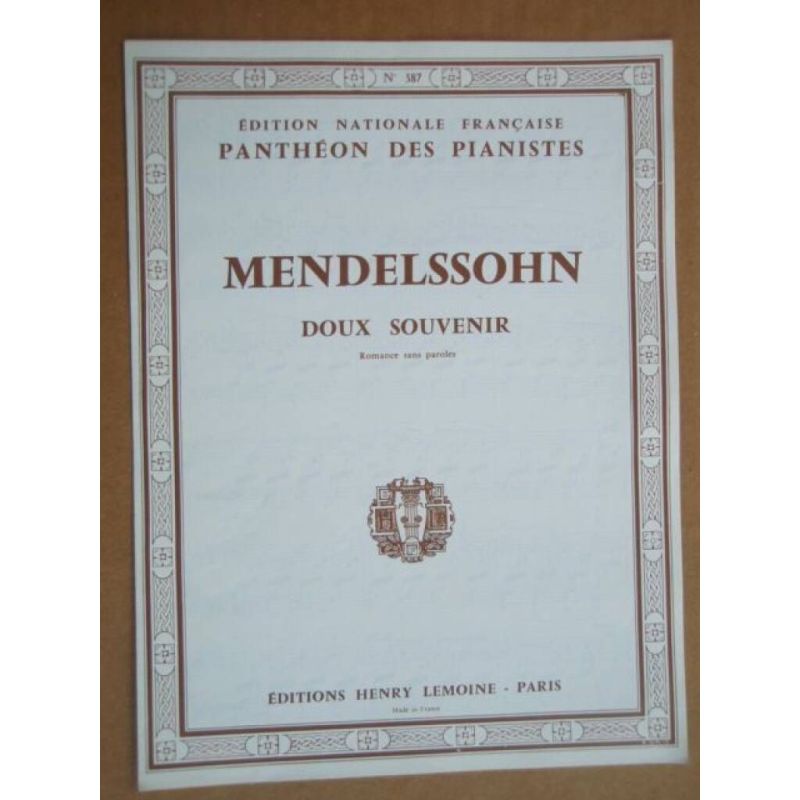 N° 587
ÉDITION NATIONALE FRANÇAISE
PANTHÉON DES PIANISTES
MENDELSSOHN
DOUX SOUVENIR
Romance sans paroles
ÉDITIONS HENRY LEMOINE - PARIS
Made in France